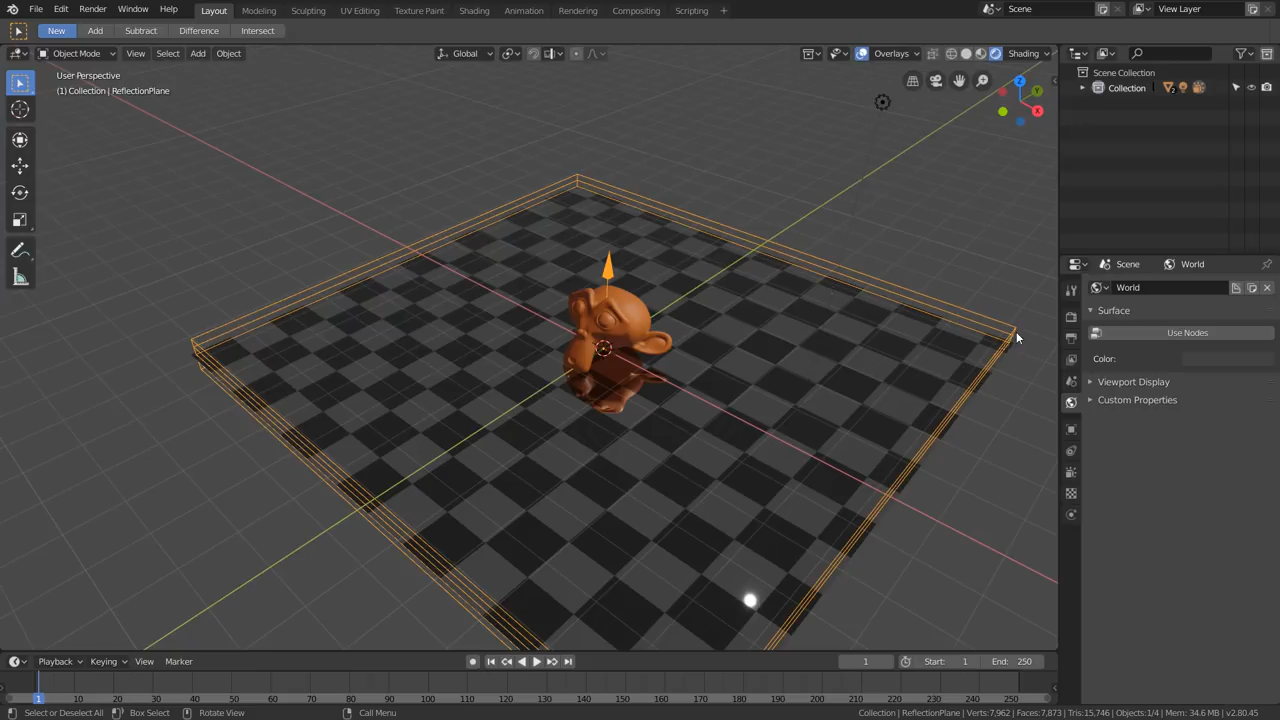 File Edit Render Window Help Layout Modeling Sculpting UV Editing Texture Paint Shading Animation Rendering Compositing Scripting + Scene View Layer
New Add Subtract Difference Intersect
Object Mode View Select Add Object Global Overlays Shading
User Perspective
(1) Collection | ReflectionPlane
Z
Y
X
Scene Collection
Collection
2
Scene World
World
Surface
Use Nodes
Color:
Viewport Display
Custom Properties
Playback Keying View Marker 1 Start: 1 End: 250
1 10 20 30 40 50 60 70 80 90 100 110 120 130 140 150 160 170 180 190 200 210 220 230 240 250
Select or Deselect All Box Select Rotate View Call Menu Collection | ReflectionPlane | Verts:7,962 | Faces:7,873 | Tris:15,746 | Objects:1/4 | Mem: 34.6 MB | v2.80.45